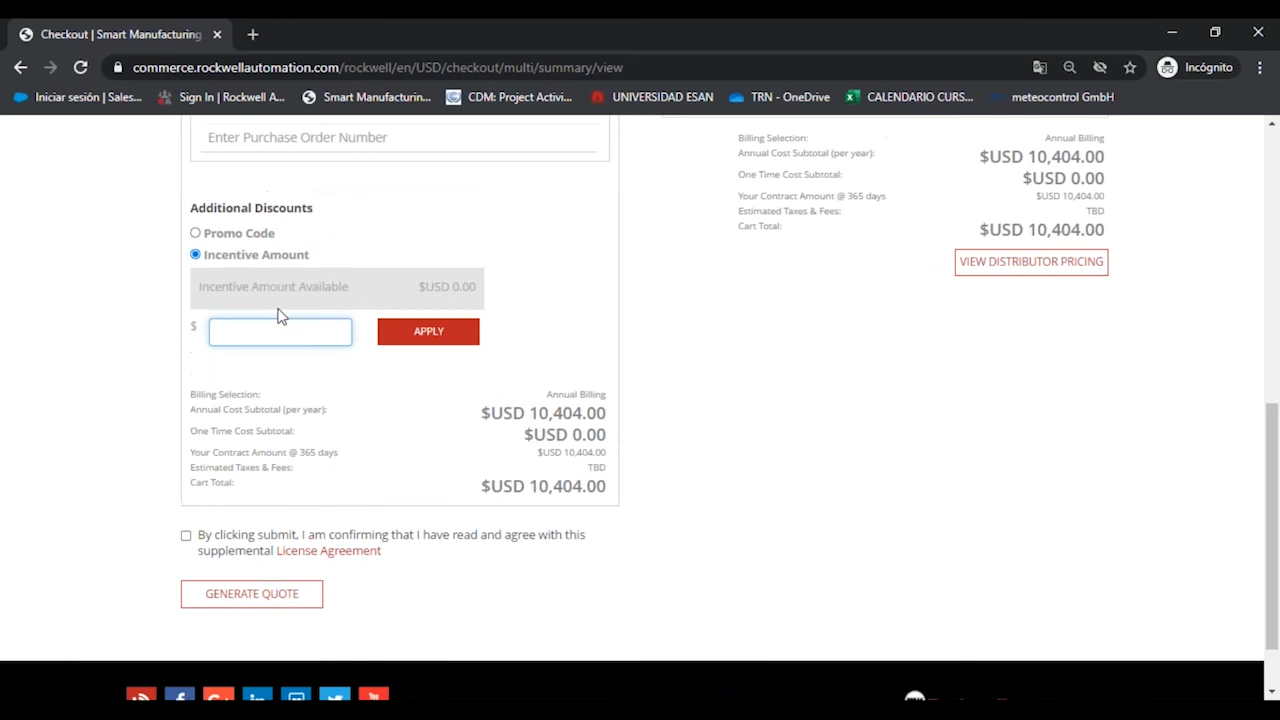 Checkout | Smart Manufacturing
commerce.rockwellautomation.com/rockwell/en/USD/checkout/multi/summary/view
Incógnito
Iniciar sesión | Sales...
Sign In | Rockwell A...
Smart Manufacturin...
CDM: Project Activi...
UNIVERSIDAD ESAN
TRN - OneDrive
CALENDARIO CURS...
meteocontrol GmbH
Enter Purchase Order Number
Additional Discounts
Promo Code
Incentive Amount
Incentive Amount Available $USD 0.00
$
APPLY
Billing Selection: Annual Billing
Annual Cost Subtotal (per year): $USD 10,404.00
One Time Cost Subtotal: $USD 0.00
Your Contract Amount @ 365 days $USD 10,404.00
Estimated Taxes & Fees: TBD
Cart Total: $USD 10,404.00
By clicking submit, I am confirming that I have read and agree with this
supplemental License Agreement
GENERATE QUOTE
Billing Selection: Annual Billing
Annual Cost Subtotal (per year): $USD 10,404.00
One Time Cost Subtotal: $USD 0.00
Your Contract Amount @ 365 days $USD 10,404.00
Estimated Taxes & Fees: TBD
Cart Total: $USD 10,404.00
VIEW DISTRIBUTOR PRICING